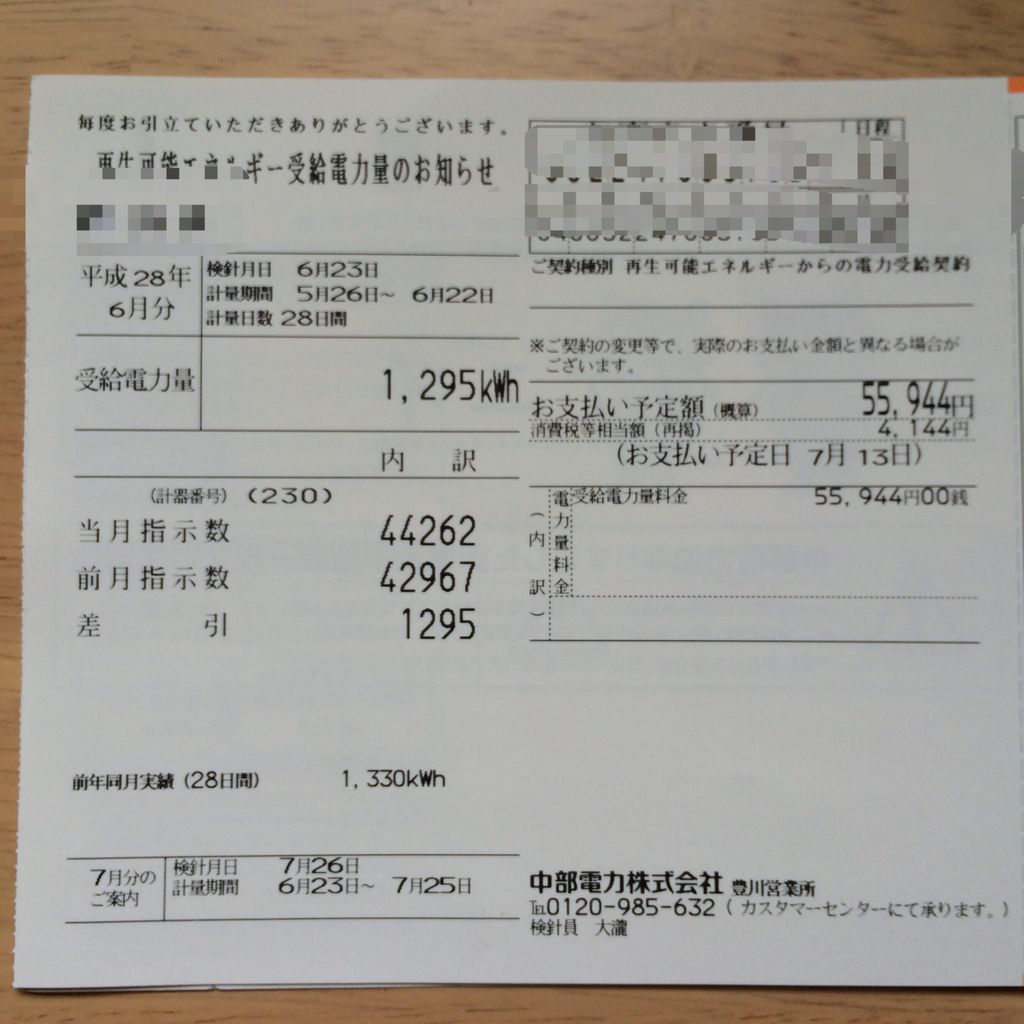 毎度お引立ていただきありがとうございます。
再生可能エネルギー受給電力量のお知らせ
平成28年
6月分
検針月日 6月23日
計量期間 5月26日~ 6月22日
計量日数 28日間
受給電力量 1,295kWh
内 訳
(計器番号) (230)
当月指示数 44262
前月指示数 42967
差 引 1295
前年同月実績(28日間) 1,330kWh
7月分の
ご案内
検針月日 7月26日
計量期間 6月23日~ 7月25日
日程
ご契約種別 再生可能エネルギーからの電力受給契約
※ご契約の変更等で、実際のお支払い金額と異なる場合が
ございます。
お支払い予定額(概算) 55,944円
消費税等相当額(再掲) 4,144円
(お支払い予定日 7月 13日)
(内訳)
電力量料金
受給電力量料金 55,944円00銭
中部電力株式会社 豊川営業所
℡0120-985-632(カスタマーセンターにて承ります。)
検針員 大瀧